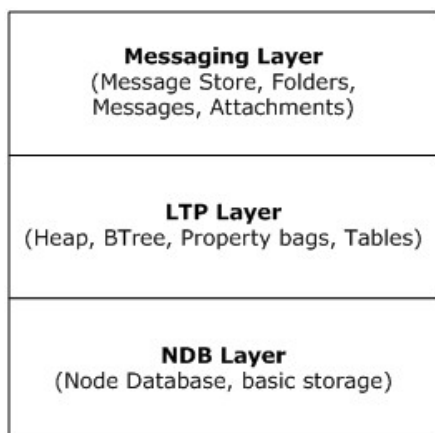 Messaging Layer
(Message Store, Folders,
Messages, Attachments)
LTP Layer
(Heap, BTree, Property bags, Tables)
NDB Layer
(Node Database, basic storage)